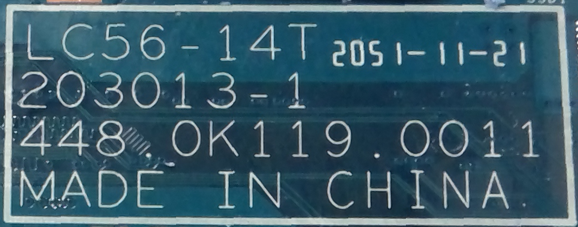 LC56-14T 2051-11-21
203013-1
448.0K119.0011
MADE IN CHINA